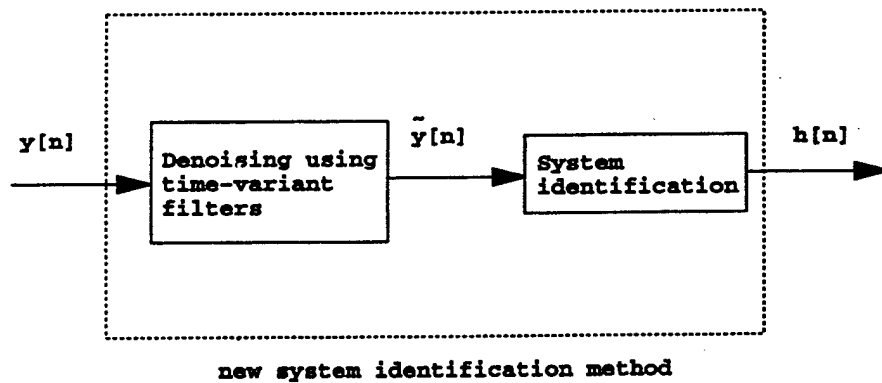 y[n]
Denoising using
time-variant
filters
ỹ[n]
System
identification
h[n]
new system identification method